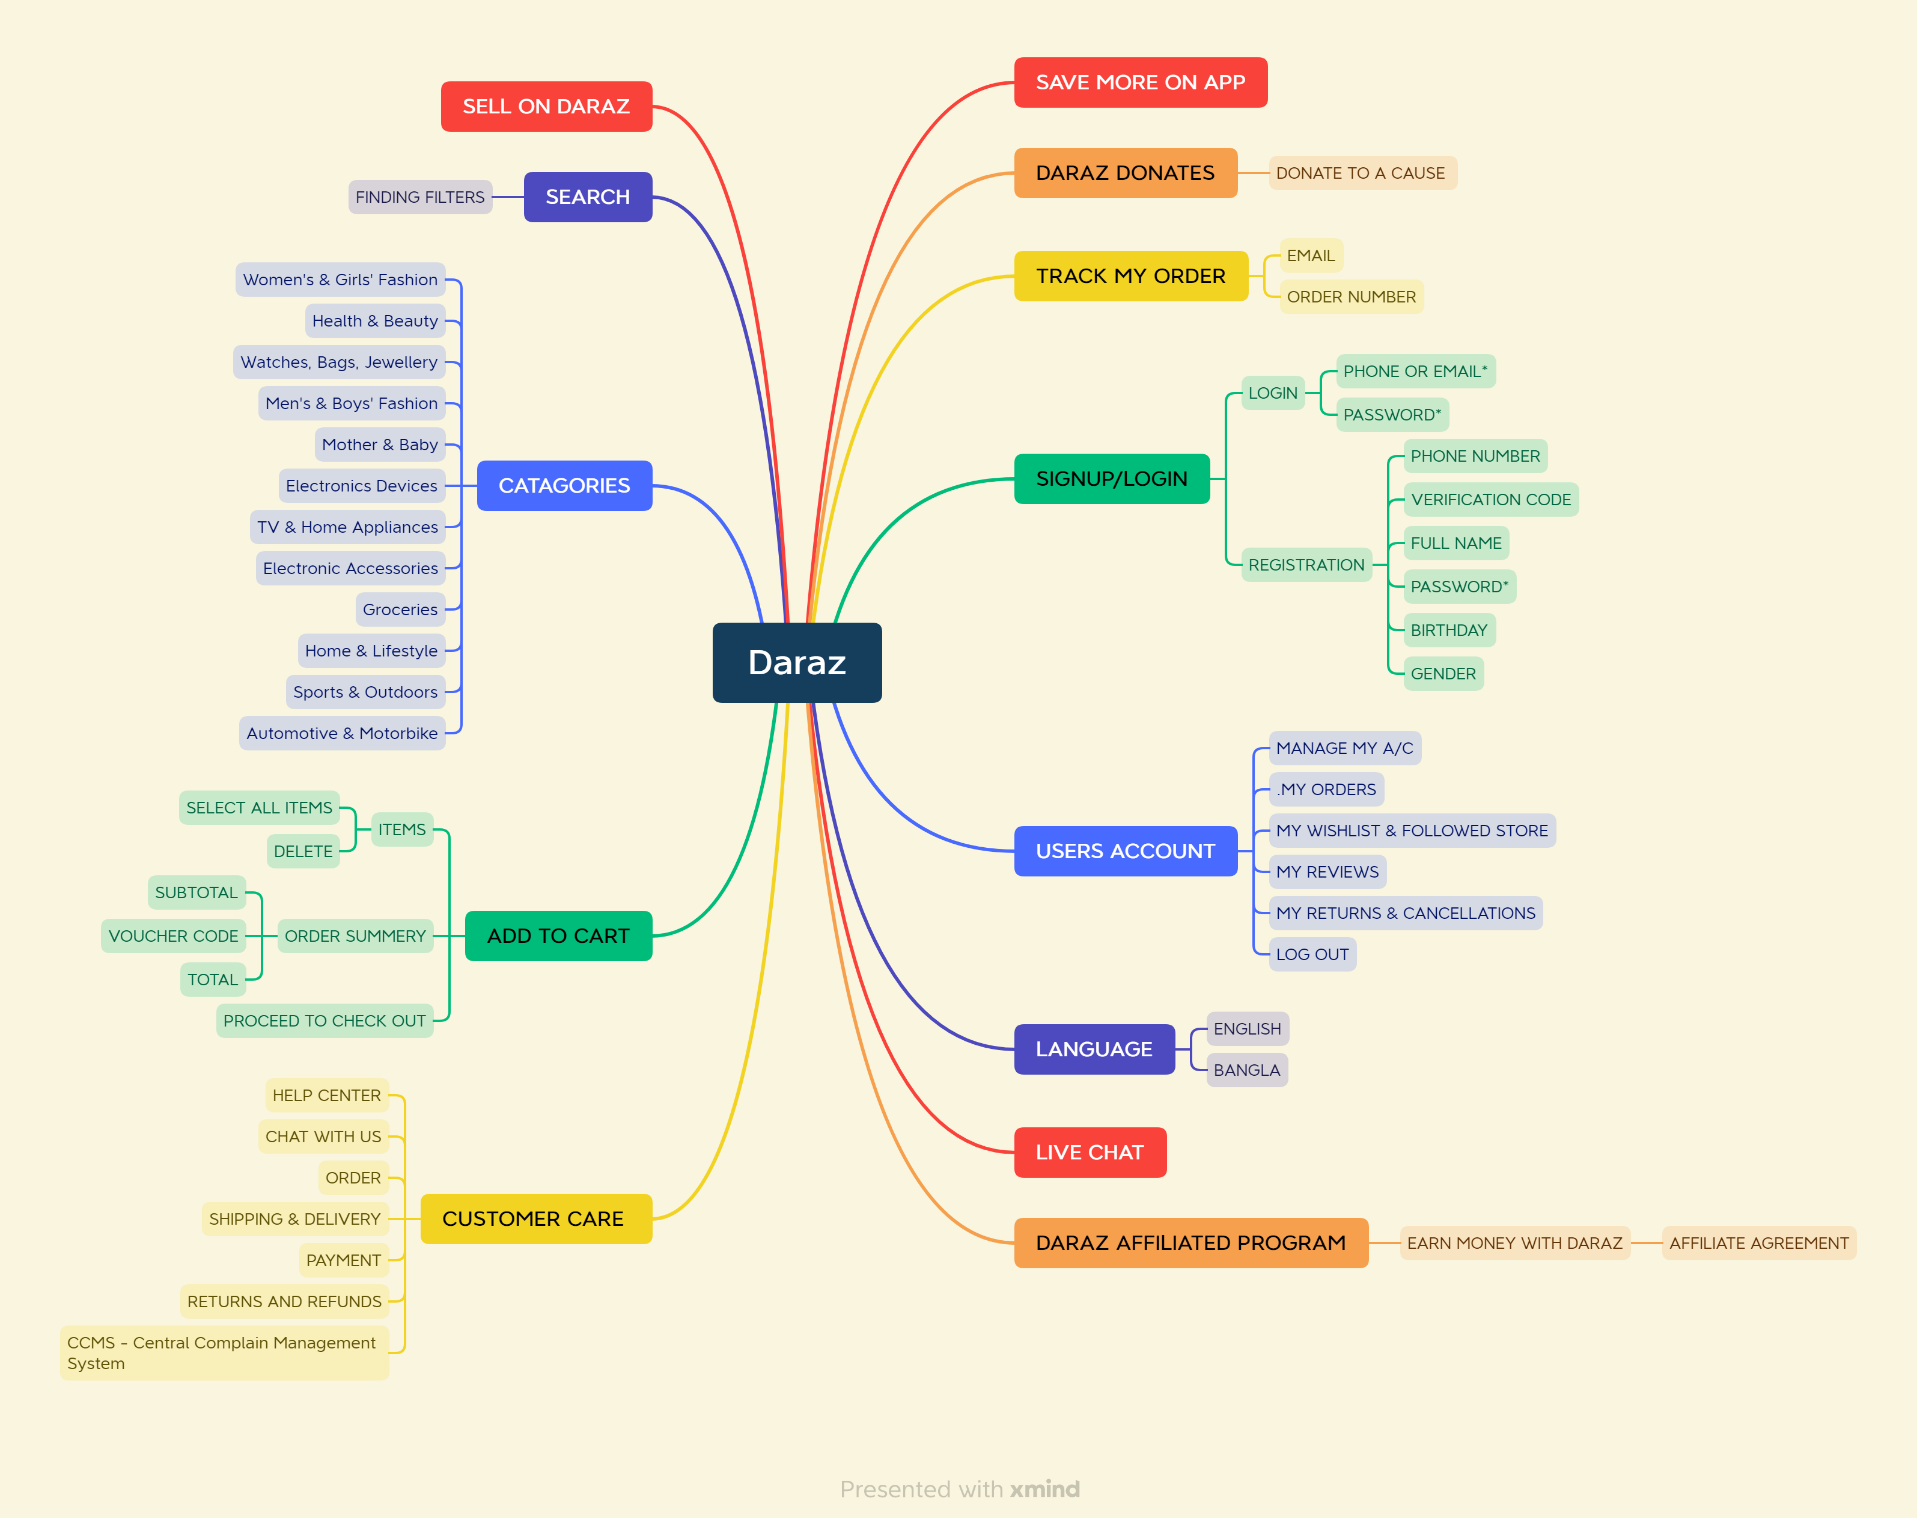 Daraz
SAVE MORE ON APP
DARAZ DONATES
DONATE TO A CAUSE
TRACK MY ORDER
EMAIL
ORDER NUMBER
SIGNUP/LOGIN
LOGIN
PHONE OR EMAIL*
PASSWORD*
REGISTRATION
PHONE NUMBER
VERIFICATION CODE
FULL NAME
PASSWORD*
BIRTHDAY
GENDER
USERS ACCOUNT
MANAGE MY A/C
.MY ORDERS
MY WISHLIST & FOLLOWED STORE
MY REVIEWS
MY RETURNS & CANCELLATIONS
LOG OUT
LANGUAGE
ENGLISH
BANGLA
LIVE CHAT
DARAZ AFFILIATED PROGRAM
EARN MONEY WITH DARAZ
AFFILIATE AGREEMENT
SELL ON DARAZ
SEARCH
FINDING FILTERS
CATAGORIES
Women's & Girls' Fashion
Health & Beauty
Watches, Bags, Jewellery
Men's & Boys' Fashion
Mother & Baby
Electronics Devices
TV & Home Appliances
Electronic Accessories
Groceries
Home & Lifestyle
Sports & Outdoors
Automotive & Motorbike
ADD TO CART
ITEMS
SELECT ALL ITEMS
DELETE
ORDER SUMMERY
SUBTOTAL
VOUCHER CODE
TOTAL
PROCEED TO CHECK OUT
CUSTOMER CARE
HELP CENTER
CHAT WITH US
ORDER
SHIPPING & DELIVERY
PAYMENT
RETURNS AND REFUNDS
CCMS - Central Complain Management
System
Presented with xmind